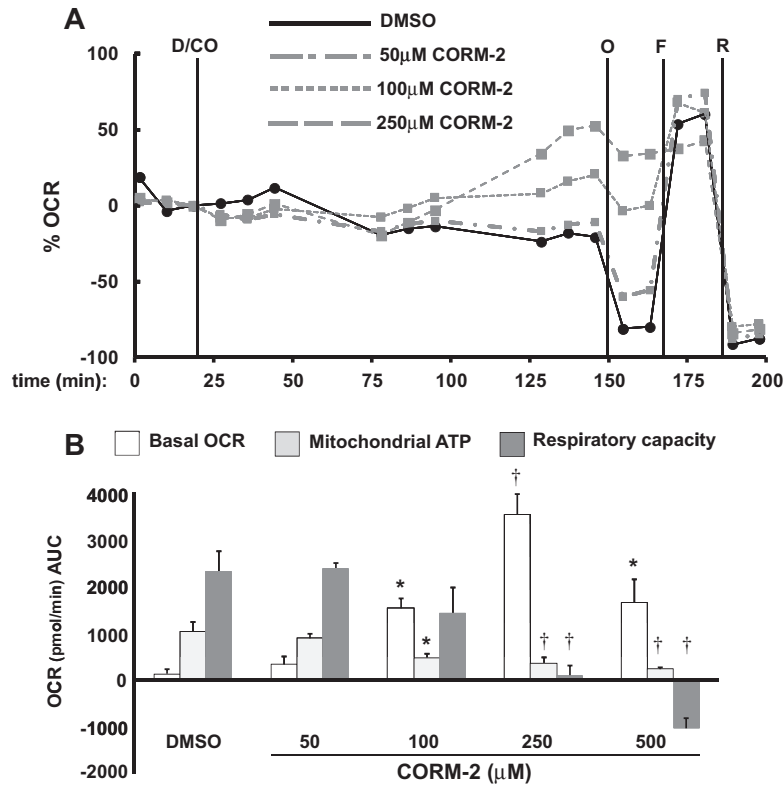 A
DMSO
D/CO
50μM CORM-2
O F R
100μM CORM-2
250μM CORM-2
% OCR
100
50
0
-50
-100
time (min): 0 25 50 75 100 125 150 175 200
B
Basal OCR Mitochondrial ATP Respiratory capacity
OCR (pmol/min) AUC
4000
3000
2000
1000
0
-1000
-2000
* * † † † * † †
DMSO 50 100 250 500
CORM-2 (μM)